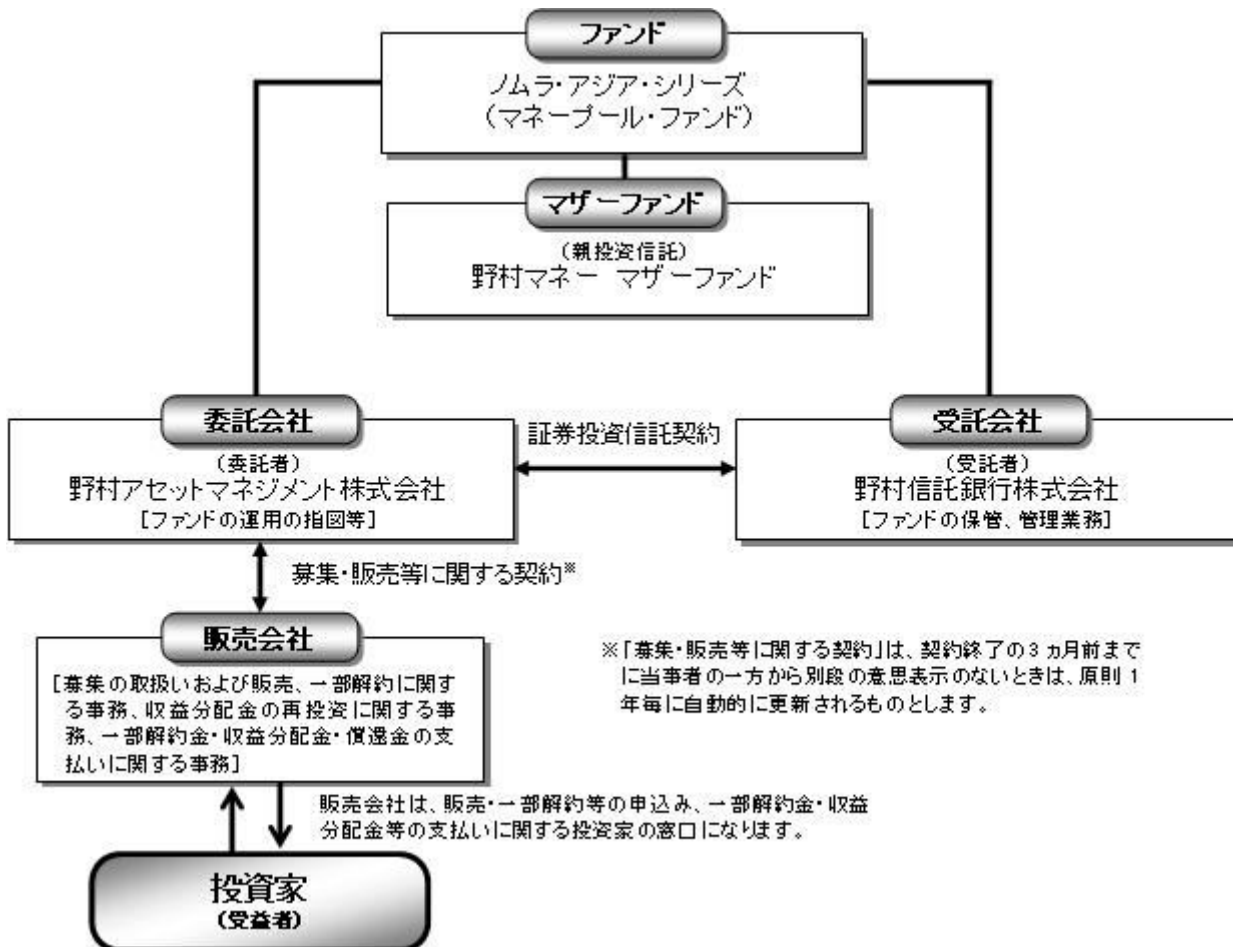 ファンド
ノムラ・アジア・シリーズ
(マネープール・ファンド)
マザーファンド
(親投資信託)
野村マネー マザーファンド
委託会社
(委託者)
野村アセットマネジメント株式会社
[ファンドの運用の指図等]
証券投資信託契約
受託会社
(受託者)
野村信託銀行株式会社
[ファンドの保管、管理業務]
募集・販売等に関する契約※
販売会社
[募集の取扱いおよび販売、一部解約に関す
る事務、収益分配金の再投資に関する事
務、一部解約金・収益分配金・償還金の支
払いに関する事務]
※「募集・販売等に関する契約」は、契約終了の3ヵ月前まで
に当事者の一方から別段の意思表示のないときは、原則1
年毎に自動的に更新されるものとします。
販売会社は、販売・一部解約等の申込み、一部解約金・収益
分配金等の支払いに関する投資家の窓口になります。
投資家
(受益者)